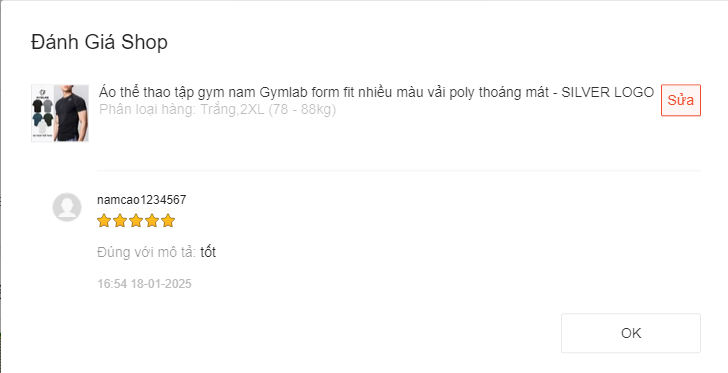 Đánh Giá Shop
Áo thể thao tập gym nam Gymlab form fit nhiều màu vải poly thoáng mát - SILVER LOGO
Sửa
Phân loại hàng: Trắng,2XL (78 - 88kg)
namcao1234567
Đúng với mô tả: tốt
16:54 18-01-2025
OK